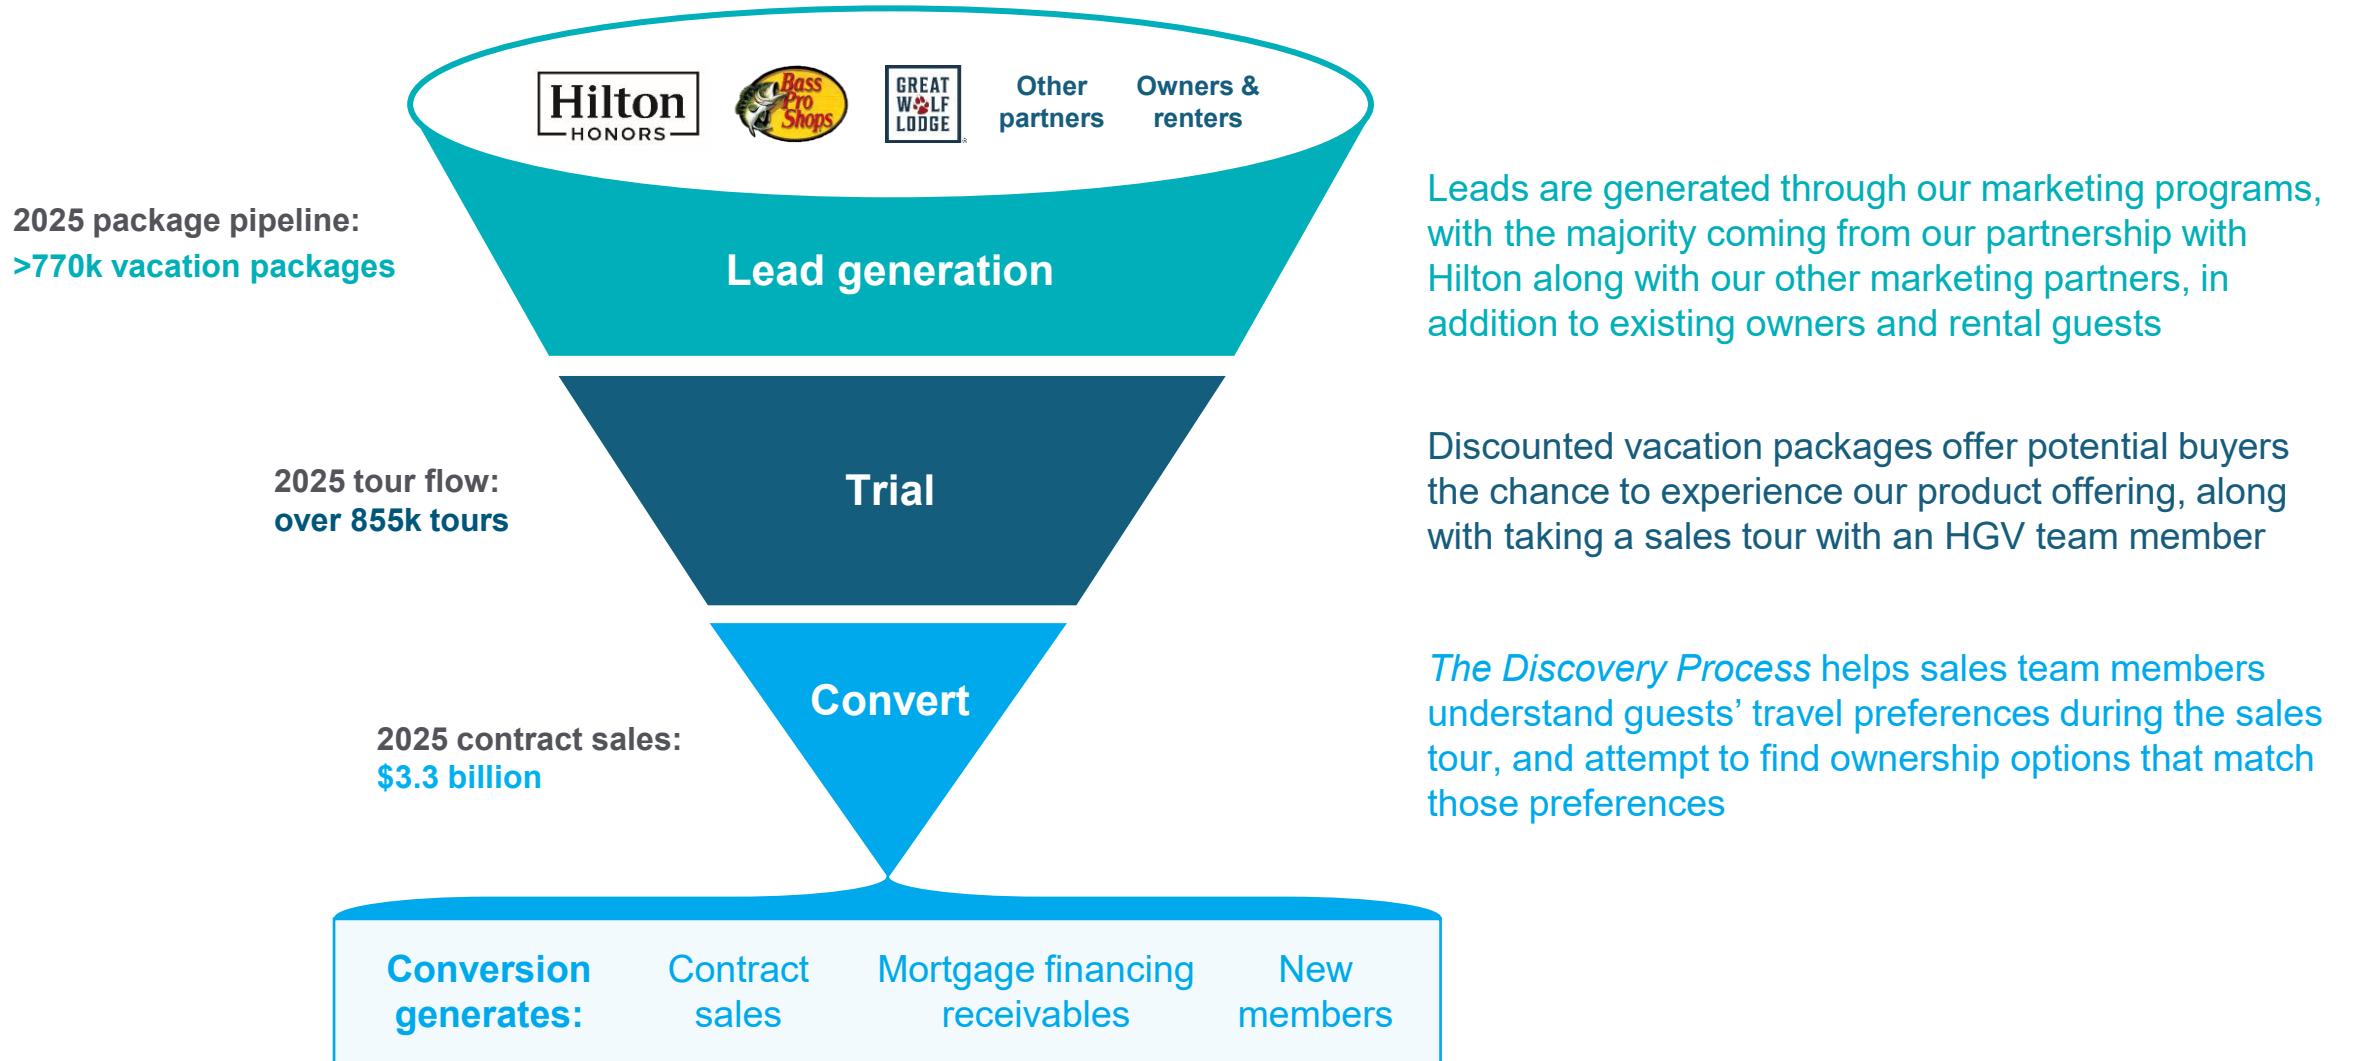 Hilton
HONORS
Bass
Pro
Shops
GREAT
WOLF
LODGE
Other
partners
Owners &
renters
2025 package pipeline:
>770k vacation packages
Lead generation
Leads are generated through our marketing programs,
with the majority coming from our partnership with
Hilton along with our other marketing partners, in
addition to existing owners and rental guests
2025 tour flow:
over 855k tours
Trial
Discounted vacation packages offer potential buyers
the chance to experience our product offering, along
with taking a sales tour with an HGV team member
2025 contract sales:
$3.3 billion
Convert
The Discovery Process helps sales team members
understand guests’ travel preferences during the sales
tour, and attempt to find ownership options that match
those preferences
Conversion
generates:
Contract
sales
Mortgage financing
receivables
New
members